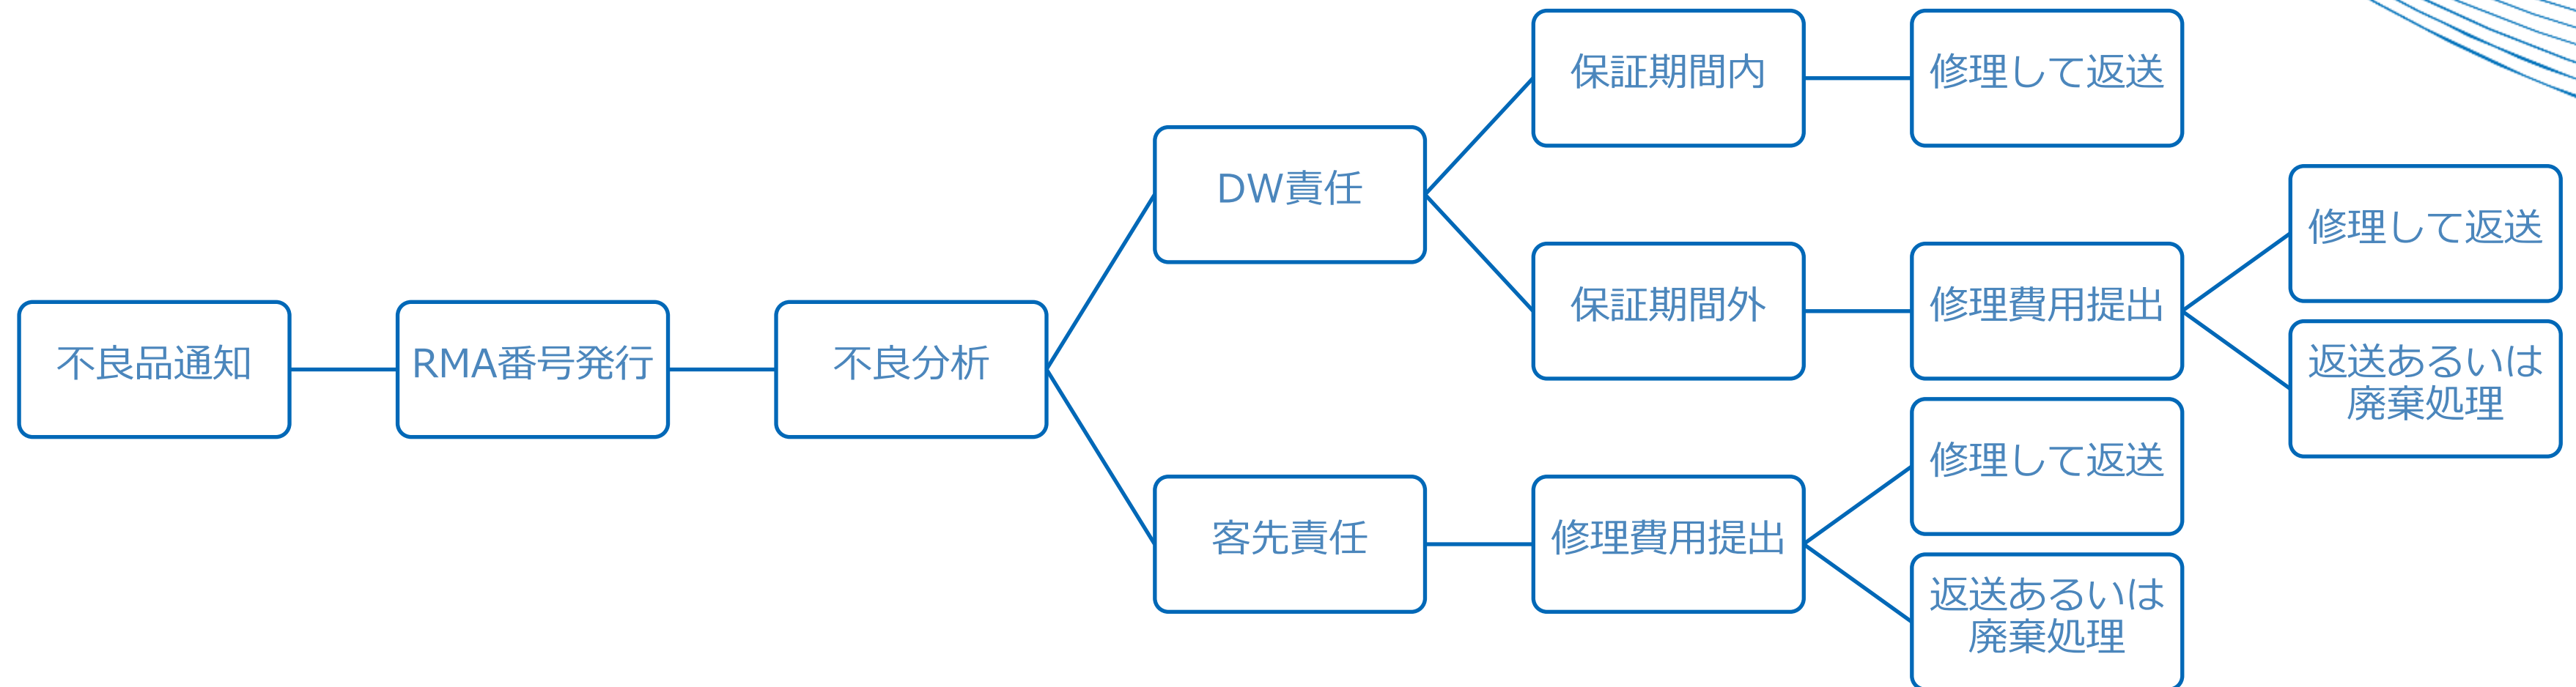 不良品通知
RMA番号発行
不良分析
DW責任
保証期間内
修理して返送
保証期間外
修理費用提出
修理して返送
返送あるいは
廃棄処理
客先責任
修理費用提出
修理して返送
返送あるいは
廃棄処理